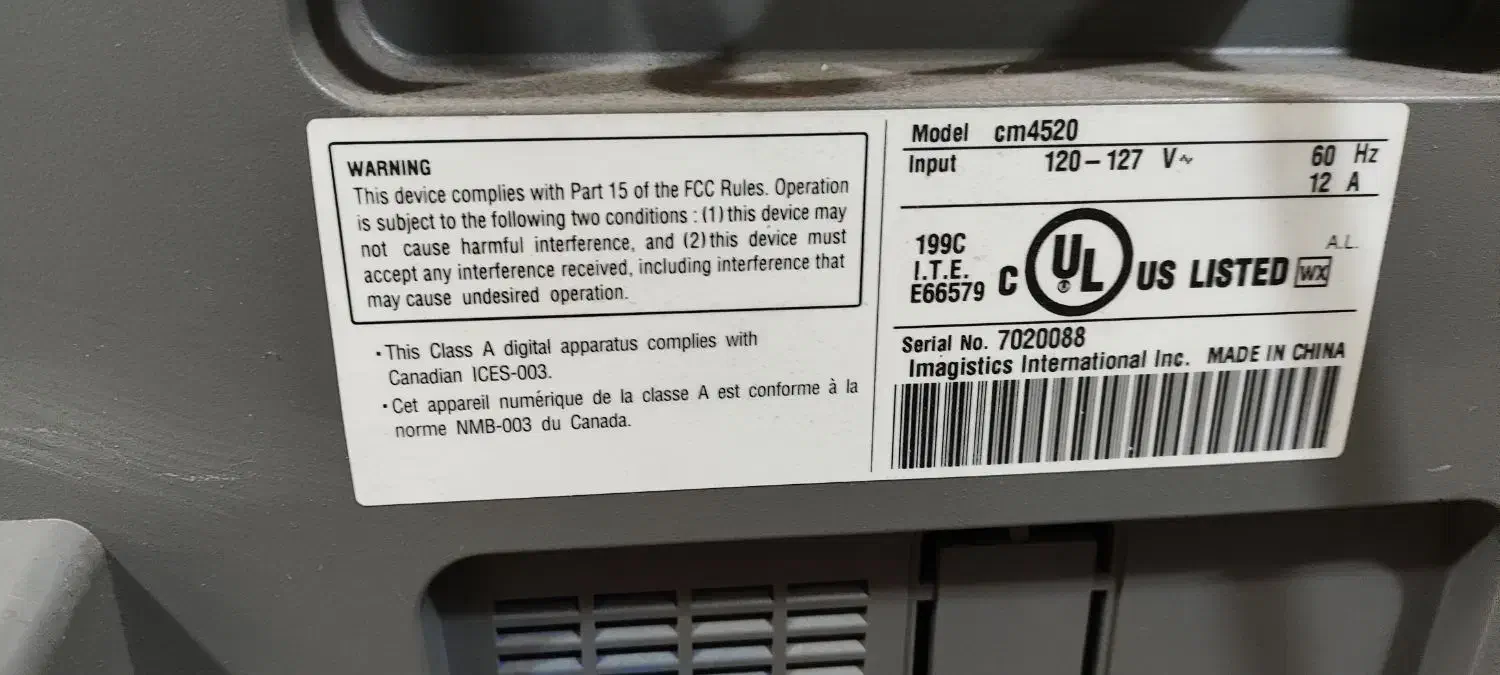 WARNING
This device complies with Part 15 of the FCC Rules. Operation
is subject to the following two conditions : (1) this device may
not cause harmful interference, and (2) this device must
accept any interference received, including interference that
may cause undesired operation.
・This Class A digital apparatus complies with
Canadian ICES-003.
・Cet appareil numérique de la classe A est conforme à la
norme NMB-003 du Canada.
Model cm4520
Input 120–127 V~ 60 Hz
12 A
199C
I.T.E.
E66579
C UL US LISTED WX
A.L.
Serial No. 7020088
Imagistics International Inc. MADE IN CHINA